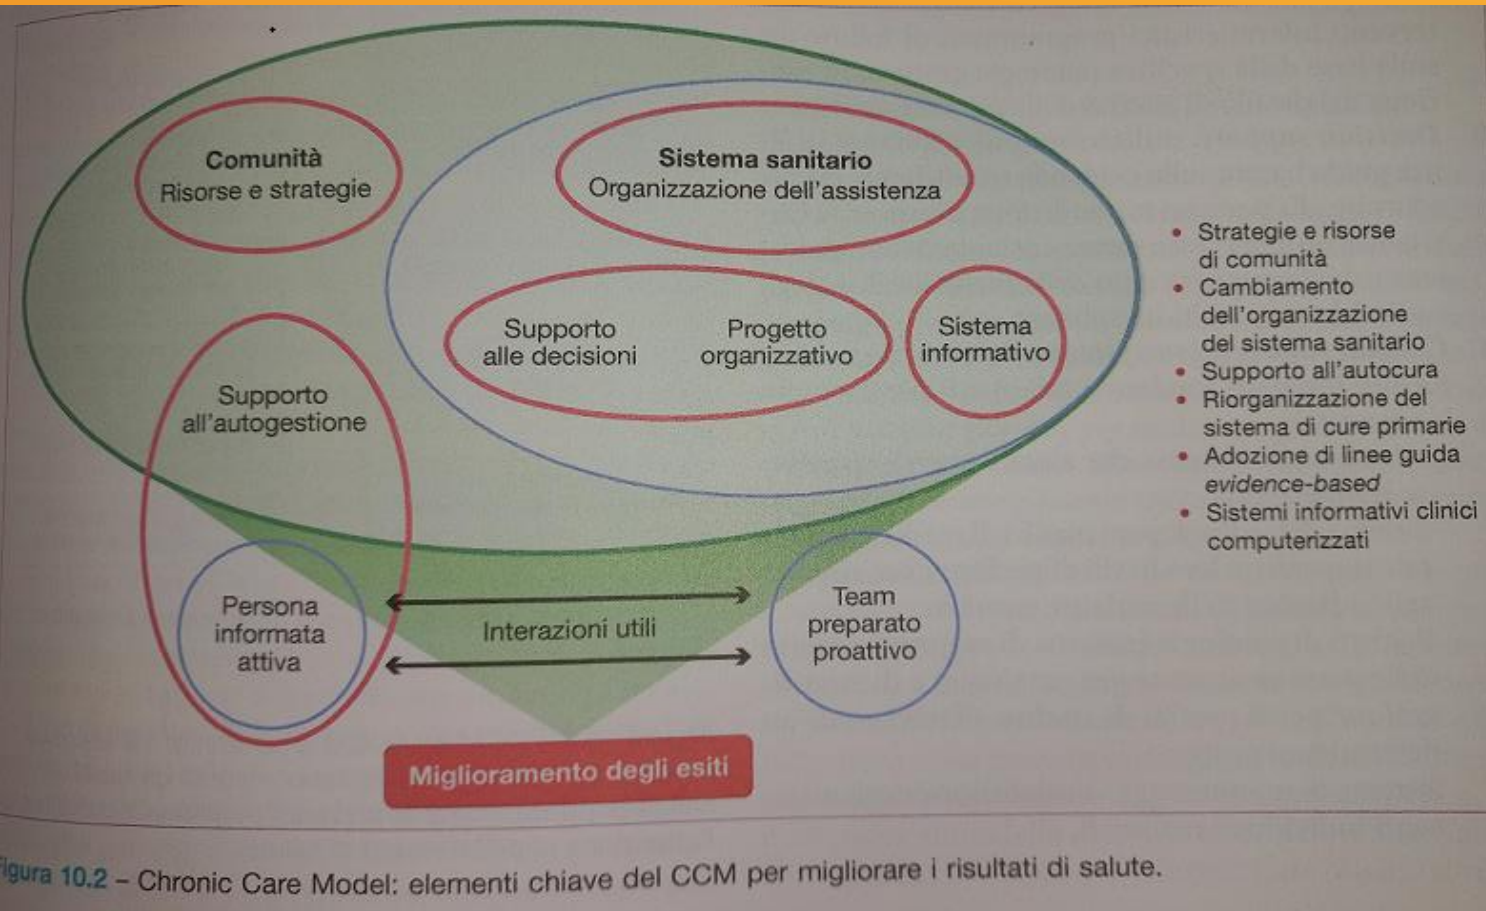 Comunità
Risorse e strategie
Sistema sanitario
Organizzazione dell'assistenza
Supporto
alle decisioni
Progetto
organizzativo
Sistema
informativo
Supporto
all'autogestione
Persona
informata
attiva
Interazioni utili
Team
preparato
proattivo
Miglioramento degli esiti
• Strategie e risorse
di comunità
• Cambiamento
dell'organizzazione
del sistema sanitario
• Supporto all'autocura
• Riorganizzazione del
sistema di cure primarie
• Adozione di linee guida
evidence-based
• Sistemi informativi clinici
computerizzati
igura 10.2 – Chronic Care Model: elementi chiave del CCM per migliorare i risultati di salute.